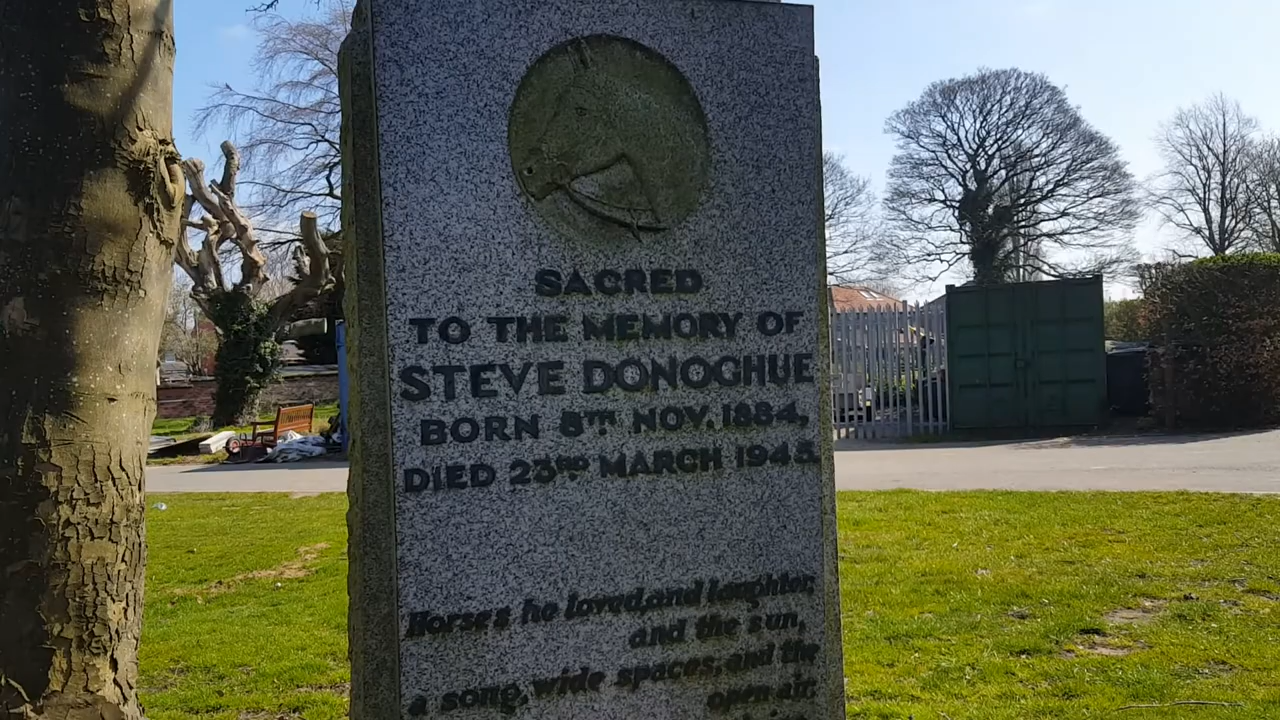 SACRED
TO THE MEMORY OF
STEVE DONOGHUE
BORN 8TH NOV. 1884,
DIED 23RD MARCH 1945.
Horses he loved, and laughter,
and the sun,
a song, wide spaces, and the
open air: